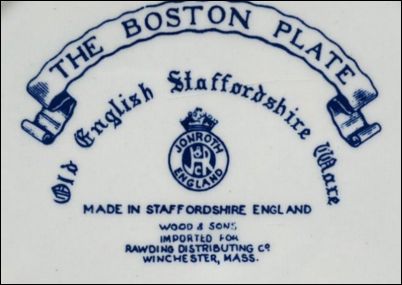 THE BOSTON PLATE
Old English Staffordshire Ware
JONROTH
ENGLAND
MADE IN STAFFORDSHIRE ENGLAND
WOOD & SONS
IMPORTED FOR
RAWDING DISTRIBUTING Cº
WINCHESTER, MASS.